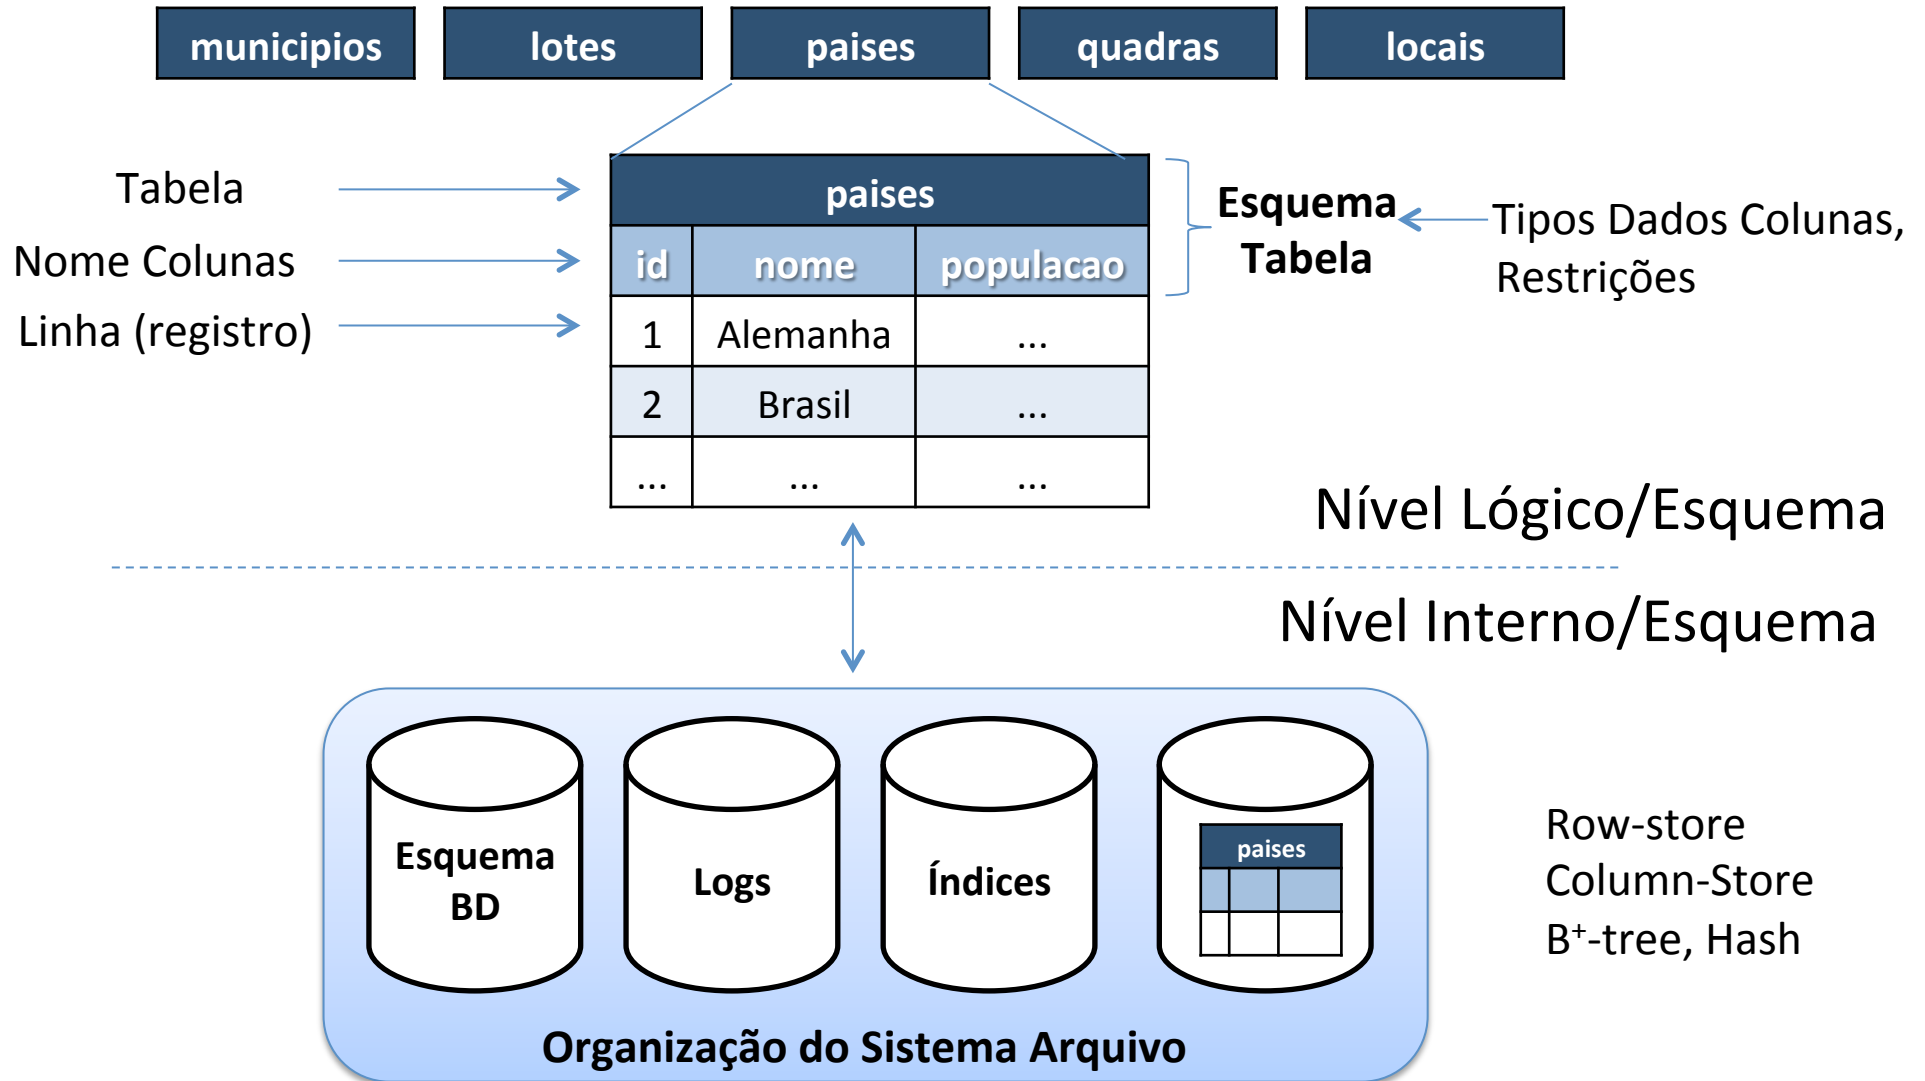 municipios lotes paises quadras locais
Tabela
Nome Colunas
Linha (registro)
paises
id nome populacao
1 Alemanha ...
2 Brasil ...
... ... ...
Esquema
Tabela
Tipos Dados Colunas,
Restrições
Nível Lógico/Esquema
Nível Interno/Esquema
Esquema
BD
Logs
Índices
paises
Row-store
Column-Store
B⁺-tree, Hash
Organização do Sistema Arquivo